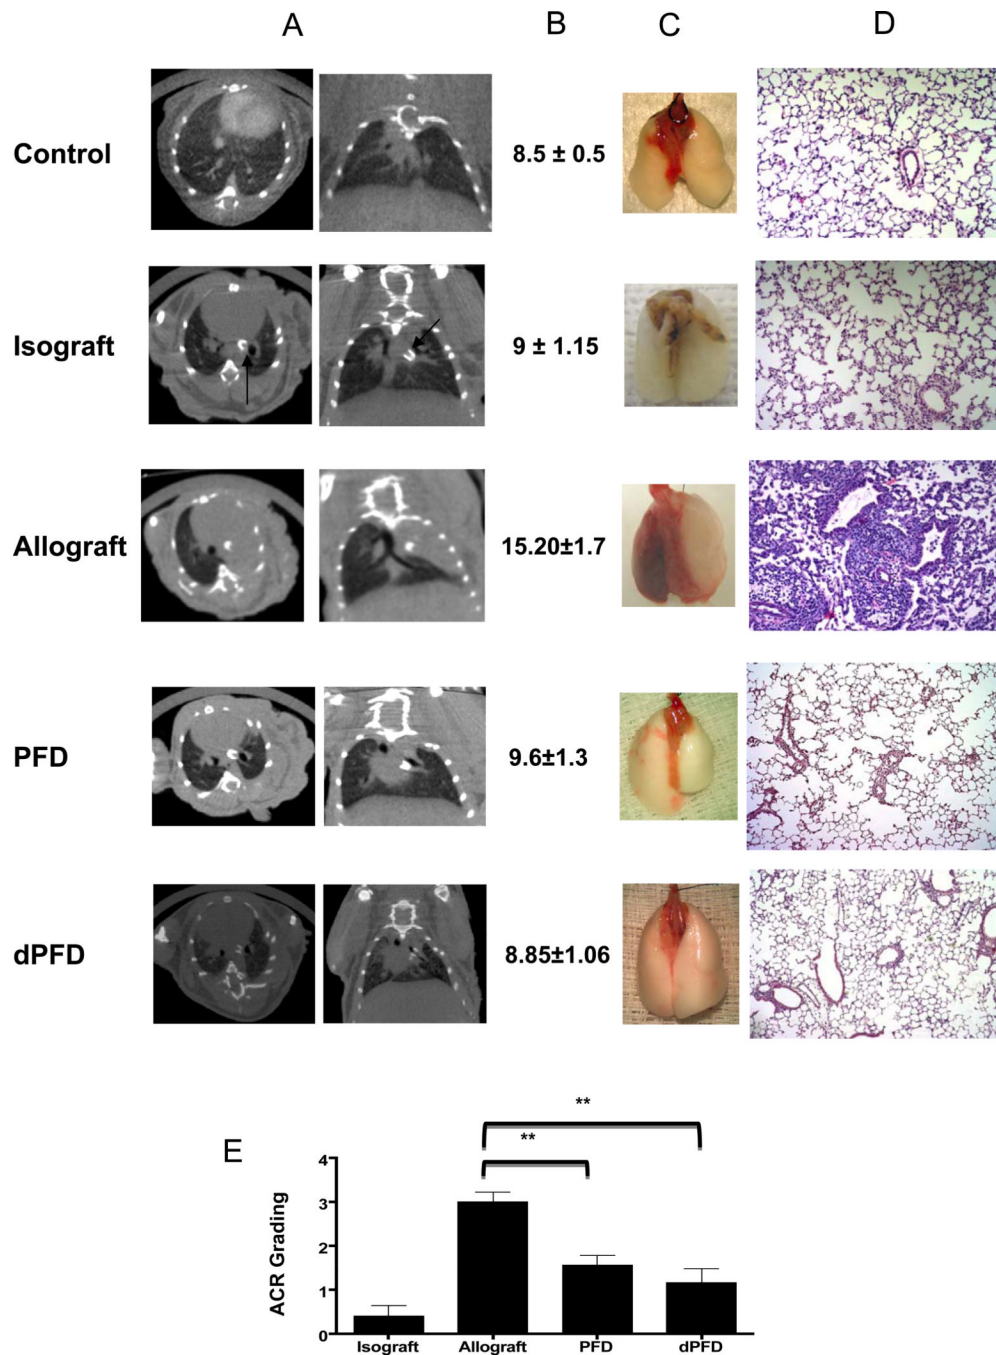 A B C D
Control 8.5 ± 0.5
Isograft 9 ± 1.15
Allograft 15.20±1.7
PFD 9.6±1.3
dPFD 8.85±1.06
E
**
**
ACR Grading
4
3
2
1
0
Isograft Allograft PFD dPFD